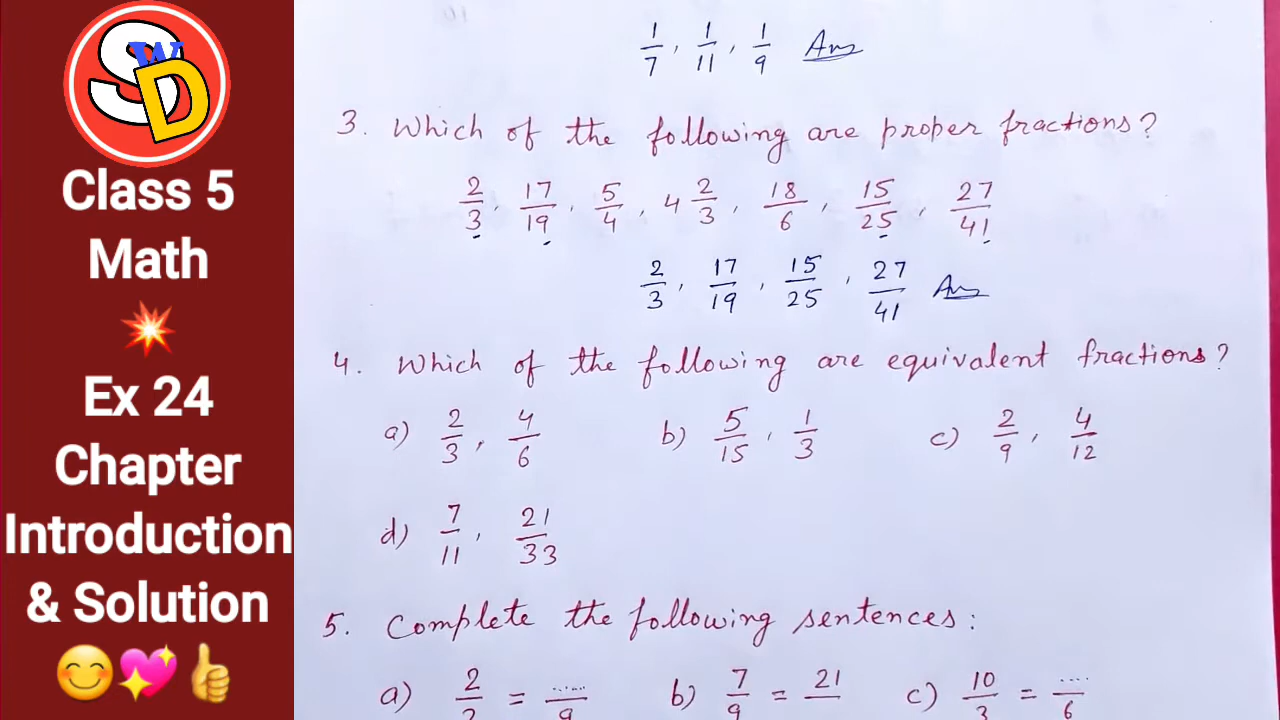 SWD
Class 5
Math
💥
Ex 24
Chapter
Introduction
& Solution
😊💖👍
1/7, 1/11, 1/9 Ans
3. Which of the following are proper fractions?
2/3, 17/19, 5/4, 4 2/3, 18/6, 15/25, 27/41
2/3, 17/19, 15/25, 27/41 Ans
4. Which of the following are equivalent fractions?
a) 2/3, 4/6 b) 5/15, 1/3 c) 2/9, 4/12
d) 7/11, 21/33
5. Complete the following sentences:
a) 2/ = ...../9 b) 7/9 = 21/ c) 10/3 = ..../6